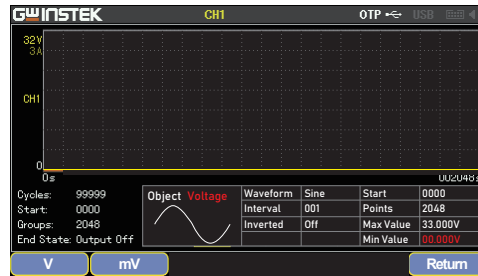 GWINSTEK CH1 OTP USB
32V
3A
CH1
0
0s 002048s
Cycles: 99999
Start: 0000
Groups: 2048
End State: Output Off
Object Voltage
Waveform Sine Start 0000
Interval 001 Points 2048
Inverted Off Max Value 33.000V
Min Value 00.000V
V mV Return